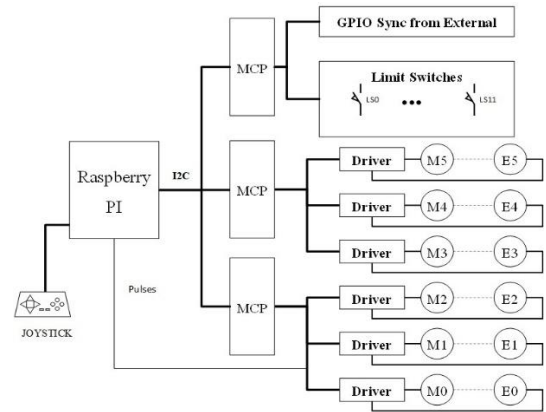 GPIO Sync from External
MCP
Limit Switches
LS0
•••
LS11
Raspberry
PI
I2C
MCP
Driver
M5
E5
Driver
M4
E4
Driver
M3
E3
Pulses
MCP
Driver
M2
E2
Driver
M1
E1
Driver
M0
E0
JOYSTICK